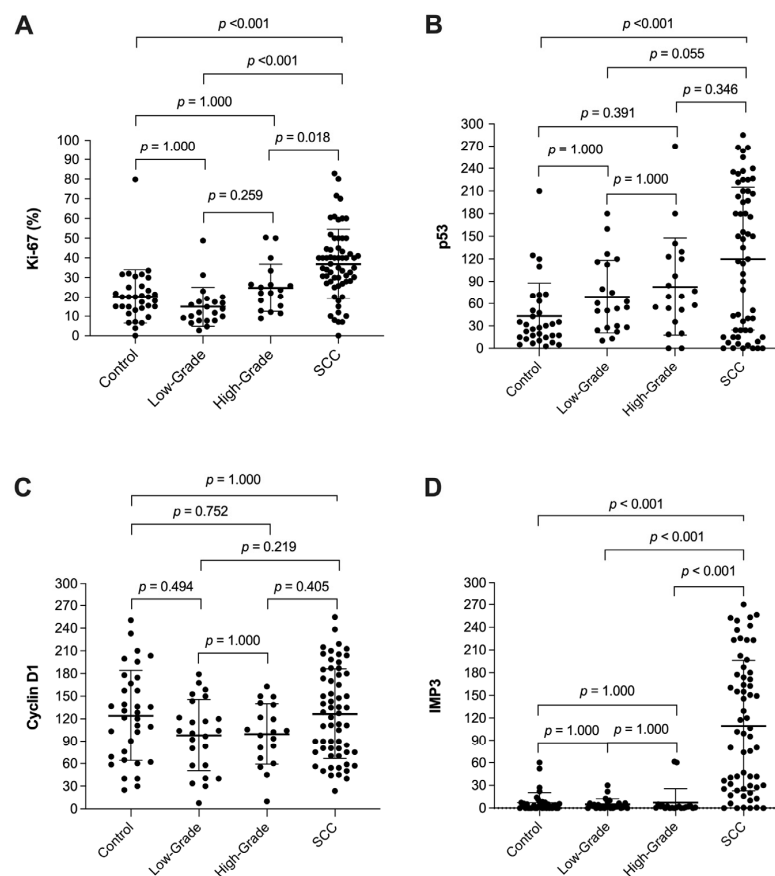 A
p <0.001
p <0.001
p = 1.000
p = 0.018
p = 1.000
p = 0.259
Ki-67 (%)
100
90
80
70
60
50
40
30
20
10
0
Control
Low-Grade
High-Grade
SCC
B
p <0.001
p = 0.055
p = 0.346
p = 0.391
p = 1.000
p = 1.000
p53
300
270
240
210
180
150
120
90
60
30
0
Control
Low-Grade
High-Grade
SCC
C
p = 1.000
p = 0.752
p = 0.219
p = 0.494
p = 0.405
p = 1.000
Cyclin D1
300
270
240
210
180
150
120
90
60
30
0
Control
Low-Grade
High-Grade
SCC
D
p < 0.001
p < 0.001
p < 0.001
p = 1.000
p = 1.000
p = 1.000
IMP3
300
270
240
210
180
150
120
90
60
30
0
Control
Low-Grade
High-Grade
SCC